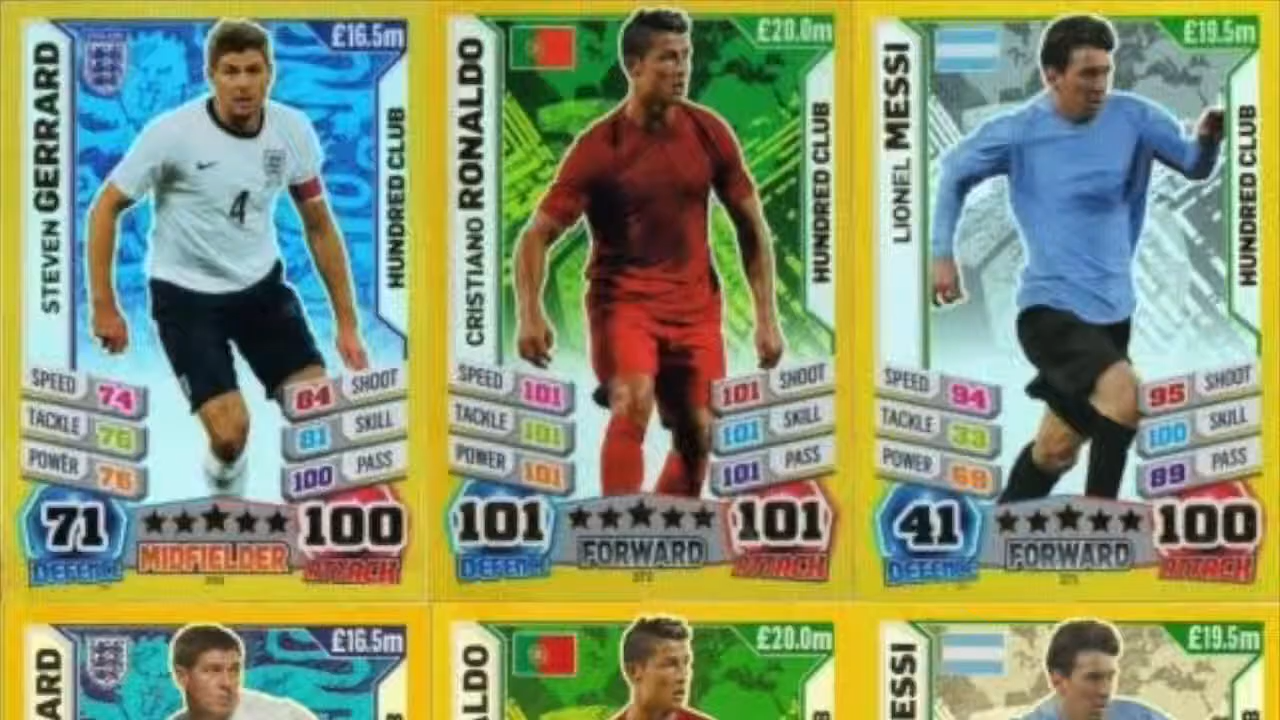 STEVEN GERRARD
£16.5m
HUNDRED CLUB
4
SPEED 74
84 SHOOT
TACKLE 76
81 SKILL
POWER 76
100 PASS
71 DEFENCE
MIDFIELDER
100 ATTACK
CRISTIANO RONALDO
£20.0m
HUNDRED CLUB
SPEED 101
101 SHOOT
TACKLE 101
101 SKILL
POWER 101
101 PASS
101 DEFENCE
FORWARD
101 ATTACK
LIONEL MESSI
£19.5m
HUNDRED CLUB
SPEED 94
95 SHOOT
TACKLE 33
100 SKILL
POWER 68
89 PASS
41 DEFENCE
FORWARD
100 ATTACK
ARD
£16.5m
ALDO
£20.0m
ESSI
£19.5m